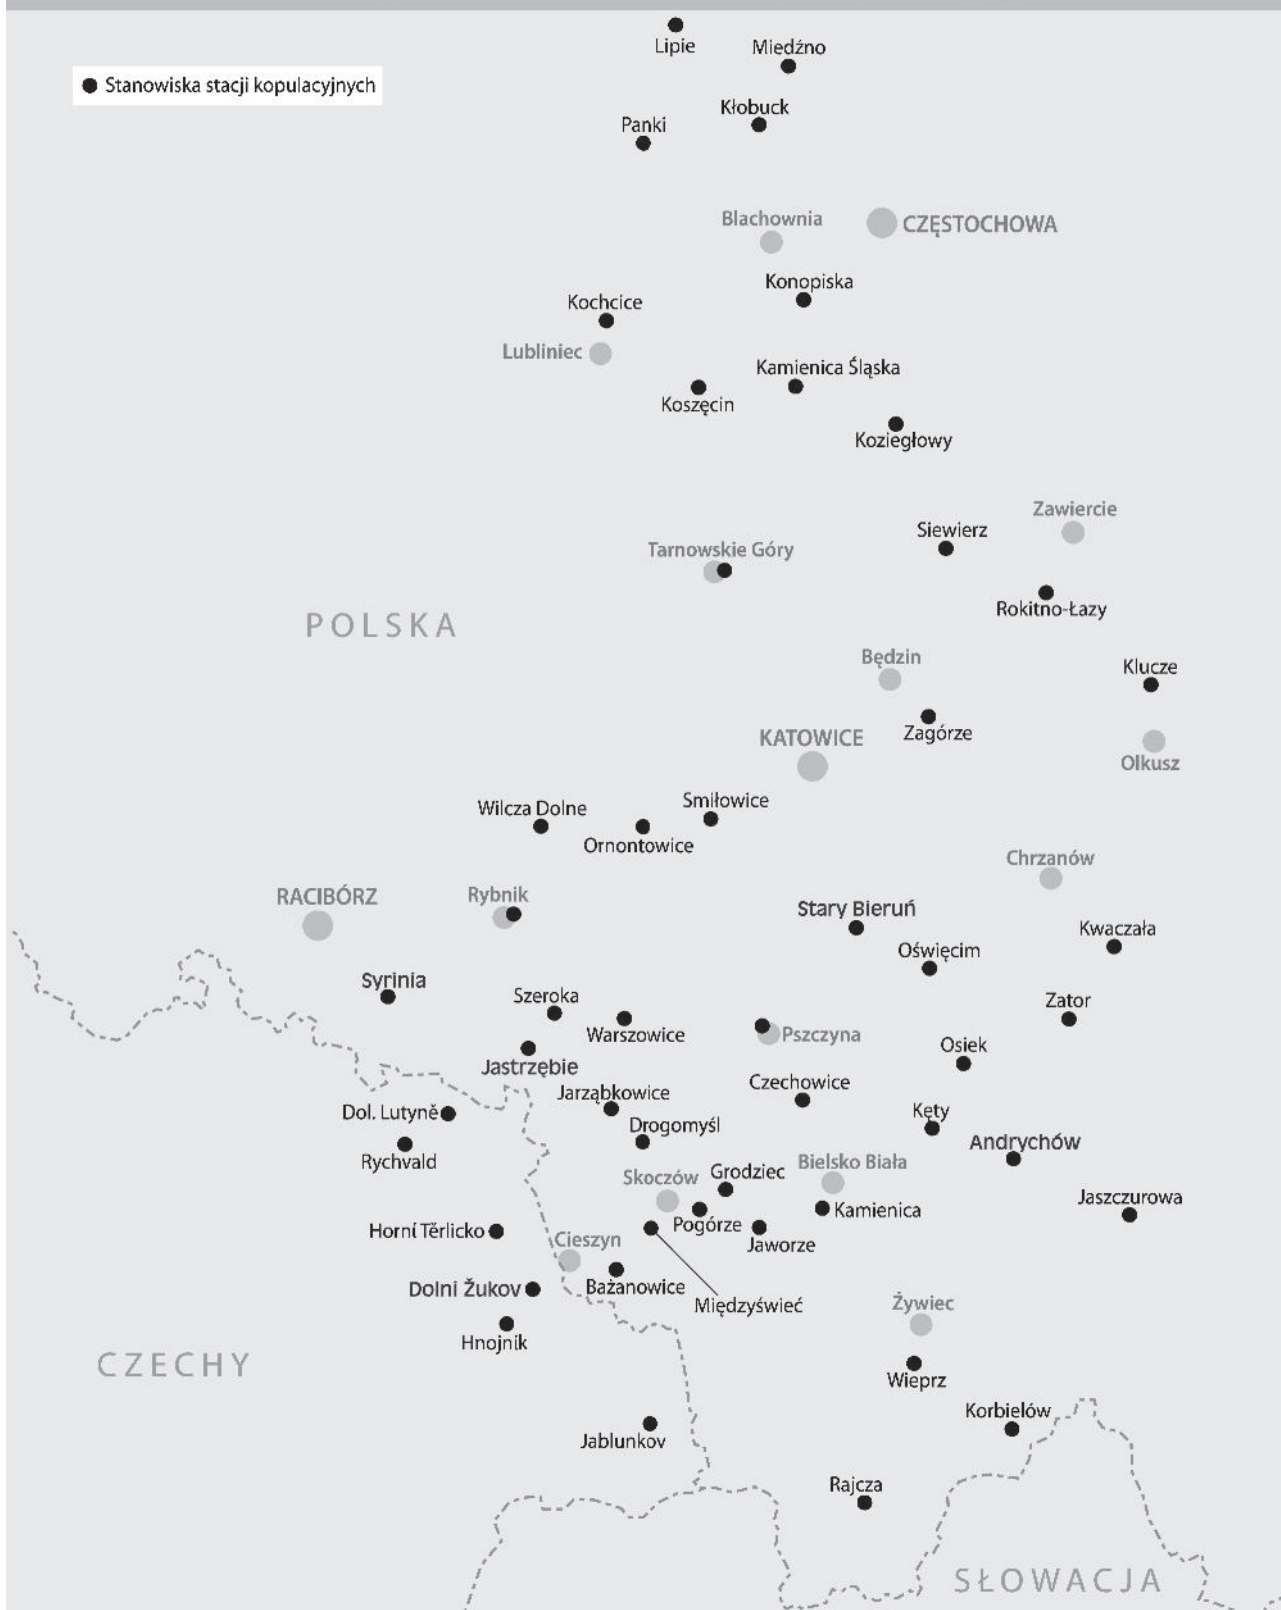 Lipie
Miedźno
Stanowiska stacji kopulacyjnych
Kłobuck
Panki
Blachownia
CZĘSTOCHOWA
Konopiska
Kochcice
Lubliniec
Kamienica Śląska
Koszęcin
Koziegłowy
Zawiercie
Siewierz
Tarnowskie Góry
Rokitno-Łazy
POLSKA
Będzin
Klucze
Zagórze
KATOWICE
Olkusz
Smiłowice
Wilcza Dolne
Ornontowice
Chrzanów
RACIBÓRZ
Rybnik
Stary Bieruń
Kwaczała
Oświęcim
Syrinia
Szeroka
Zator
Warszowice
Pszczyna
Osiek
Jastrzębie
Czechowice
Jarząbkowice
Dol. Lutyně
Kęty
Drogomyśl
Andrychów
Rychvald
Bielsko Biała
Grodziec
Skoczów
Jaszczurowa
Kamienica
Pogórze
Horní Těrlicko
Cieszyn
Jaworze
Bażanowice
Dolni Žukov
Międzyświeć
Żywiec
Hnojník
CZECHY
Wieprz
Korbielów
Jablunkov
Rajcza
SŁOWACJA